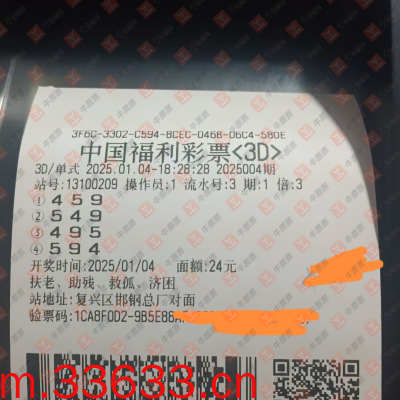 3F6C-3302-C594-8CEC-0468-06C4-580E
中国福利彩票<3D>
3D/单式 2025.01.04-18:28:28 2025004期
站号:13100209 操作员:1 流水号:3 期:1 倍:3
① 4 5 9
② 5 4 9
③ 4 9 5
④ 5 9 4
开奖时间:2025/01/04 面额:24元
扶老、助残、救孤、济困
站地址:复兴区邯钢总厂对面
验票码:1CA8F0D2-9B5E88A
m.33633.cn